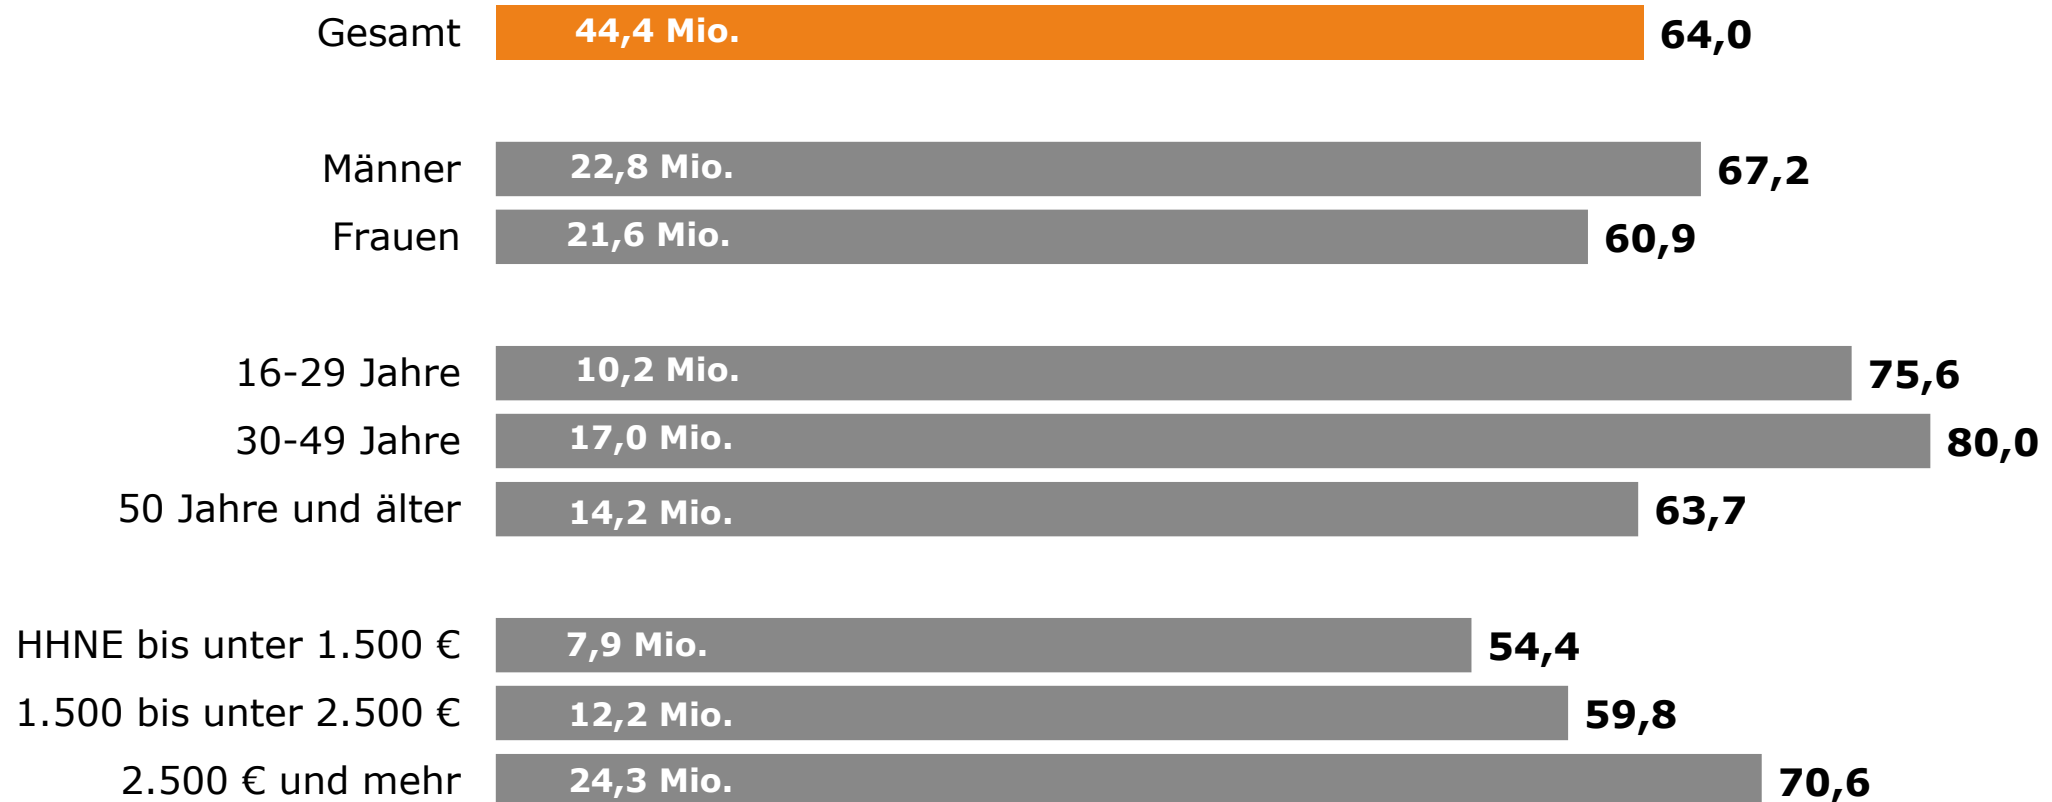 Gesamt 44,4 Mio. 64,0
Männer 22,8 Mio. 67,2
Frauen 21,6 Mio. 60,9
16-29 Jahre 10,2 Mio. 75,6
30-49 Jahre 17,0 Mio. 80,0
50 Jahre und älter 14,2 Mio. 63,7
HHNE bis unter 1.500 € 7,9 Mio. 54,4
1.500 bis unter 2.500 € 12,2 Mio. 59,8
2.500 € und mehr 24,3 Mio. 70,6